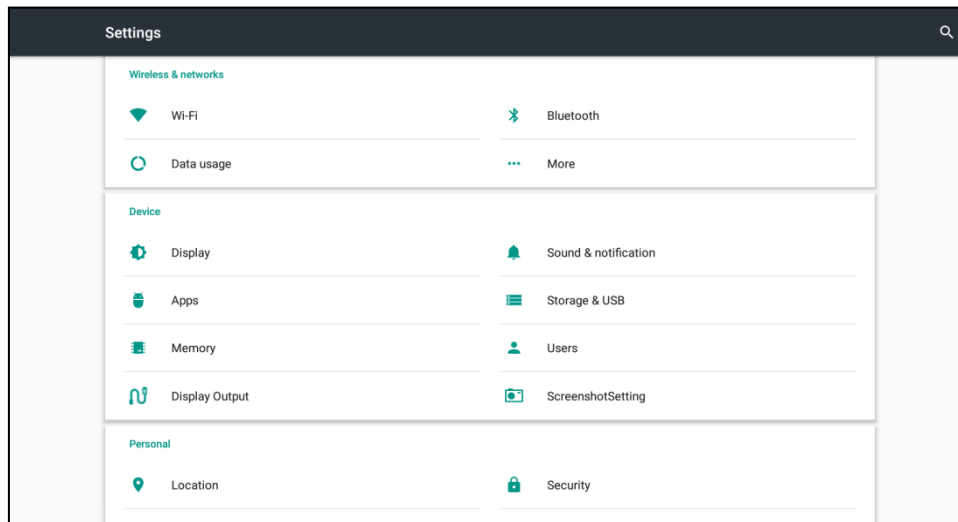 Settings
Wireless & networks
Wi-Fi
Bluetooth
Data usage
More
Device
Display
Sound & notification
Apps
Storage & USB
Memory
Users
Display Output
ScreenshotSetting
Personal
Location
Security